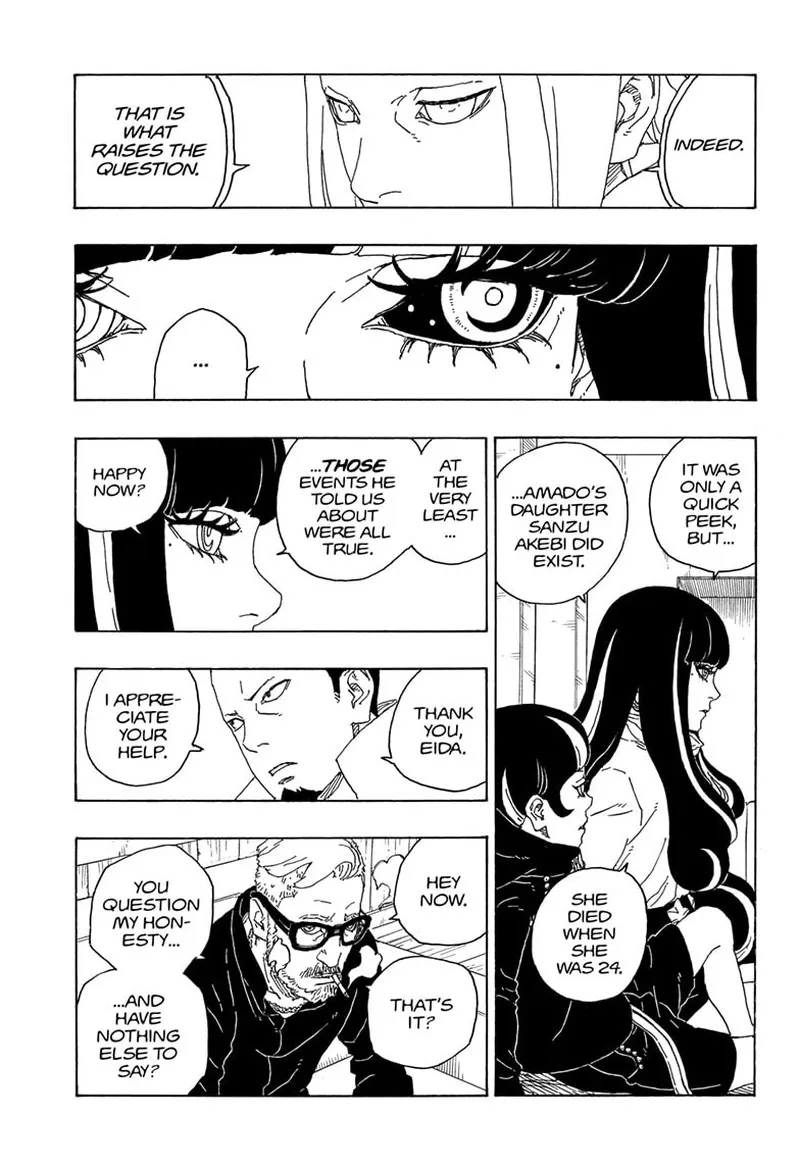 INDEED.
THAT IS
WHAT
RAISES THE
QUESTION.
...
IT WAS
ONLY A
QUICK
PEEK,
BUT...
...AMADO'S
DAUGHTER
SANZU
AKEBI DID
EXIST.
SHE
DIED
WHEN
SHE
WAS 24.
AT
THE
VERY
LEAST
...
...THOSE
EVENTS HE
TOLD US
ABOUT
WERE ALL
TRUE.
HAPPY
NOW?
THANK
YOU,
EIDA.
I APPRE-
CIATE
YOUR
HELP.
HEY
NOW.
THAT'S
IT?
YOU
QUESTION
MY HON-
ESTY...
...AND
HAVE
NOTHING
ELSE TO
SAY?